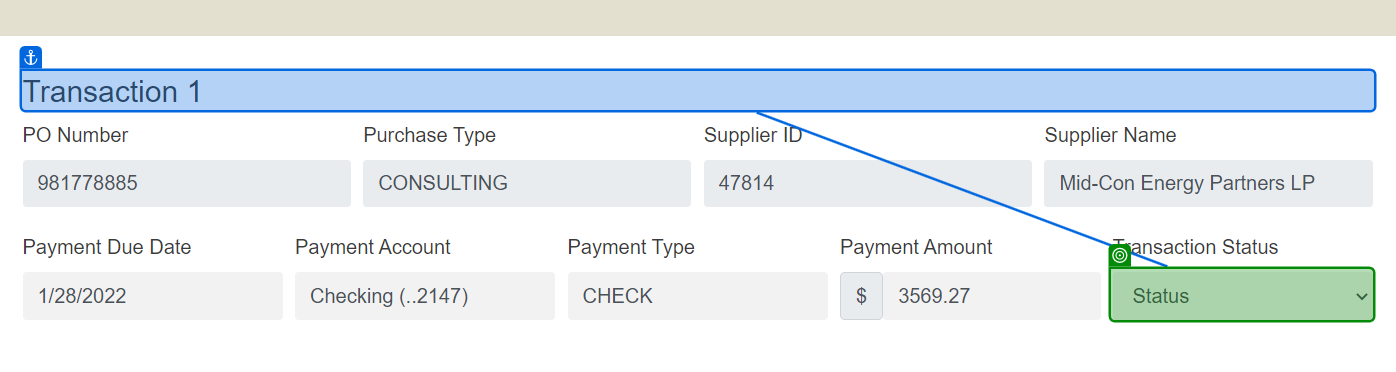 Transaction 1
PO Number Purchase Type Supplier ID Supplier Name
981778885 CONSULTING 47814 Mid-Con Energy Partners LP
Payment Due Date Payment Account Payment Type Payment Amount Transaction Status
1/28/2022 Checking (..2147) CHECK $ 3569.27 Status